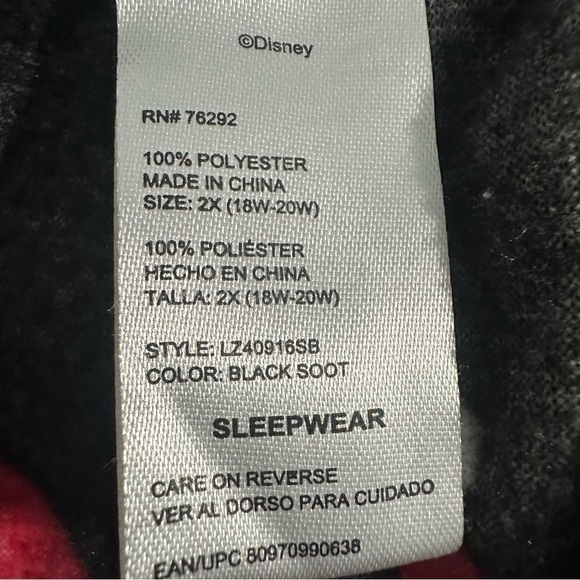 ©Disney
RN# 76292
100% POLYESTER
MADE IN CHINA
SIZE: 2X (18W-20W)
100% POLIÉSTER
HECHO EN CHINA
TALLA: 2X (18W-20W)
STYLE: LZ40916SB
COLOR: BLACK SOOT
SLEEPWEAR
CARE ON REVERSE
VER AL DORSO PARA CUIDADO
EAN/UPC 80970990638